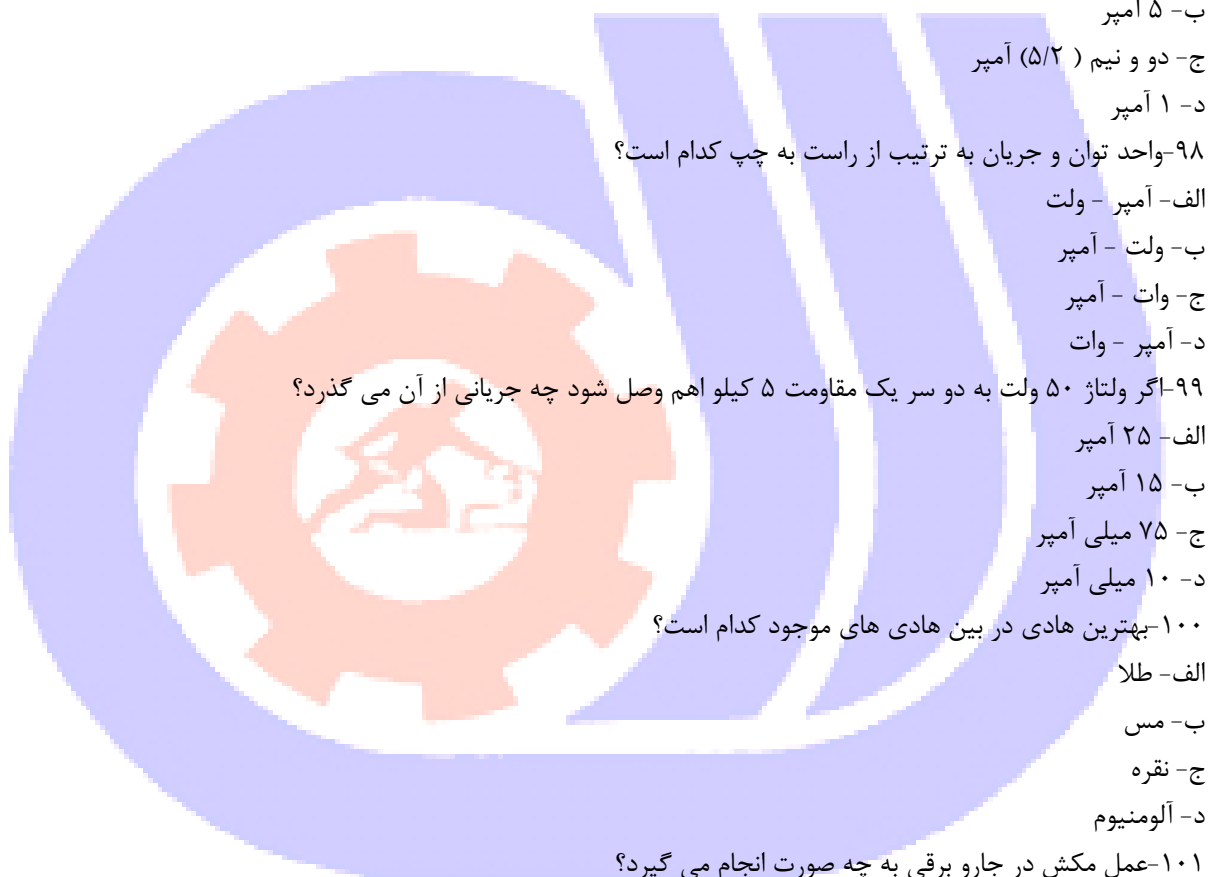 ب- ۵ آمپر
ج- دو و نیم ( ۵/۲) آمپر
د- ۱ آمپر
۹۸-واحد توان و جریان به ترتیب از راست به چپ کدام است؟
الف- آمپر - ولت
ب- ولت - آمپر
ج- وات - آمپر
د- آمپر - وات
۹۹-اگر ولتاژ ۵۰ ولت به دو سر یک مقاومت ۵ کیلو اهم وصل شود چه جریانی از آن می گذرد؟
الف- ۲۵ آمپر
ب- ۱۵ آمپر
ج- ۷۵ میلی آمپر
د- ۱۰ میلی آمپر
۱۰۰-بهترین هادی در بین هادی های موجود کدام است؟
الف- طلا
ب- مس
ج- نقره
د- آلومنیوم
۱۰۱-عمل مکش در جارو برقی به چه صورت انجام می گیرد؟